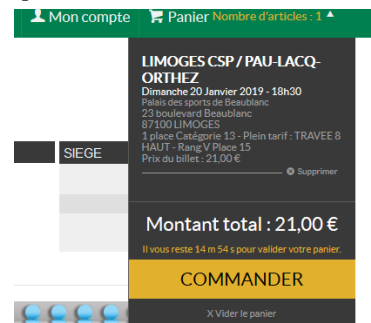 Mon compte
Panier Nombre d'articles : 1
LIMOGES CSP / PAU-LACQ-
ORTHEZ
Dimanche 20 Janvier 2019 - 18h30
Palais des sports de Beaublanc
23 boulevard Beaublanc
87100 LIMOGES
1 place Catégorie 13 - Plein tarif : TRAVEE 8
HAUT - Rang V Place 15
Prix du billet : 21,00 €
Supprimer
SIEGE
Montant total : 21,00 €
Il vous reste 14 m 54 s pour valider votre panier.
COMMANDER
X Vider le panier